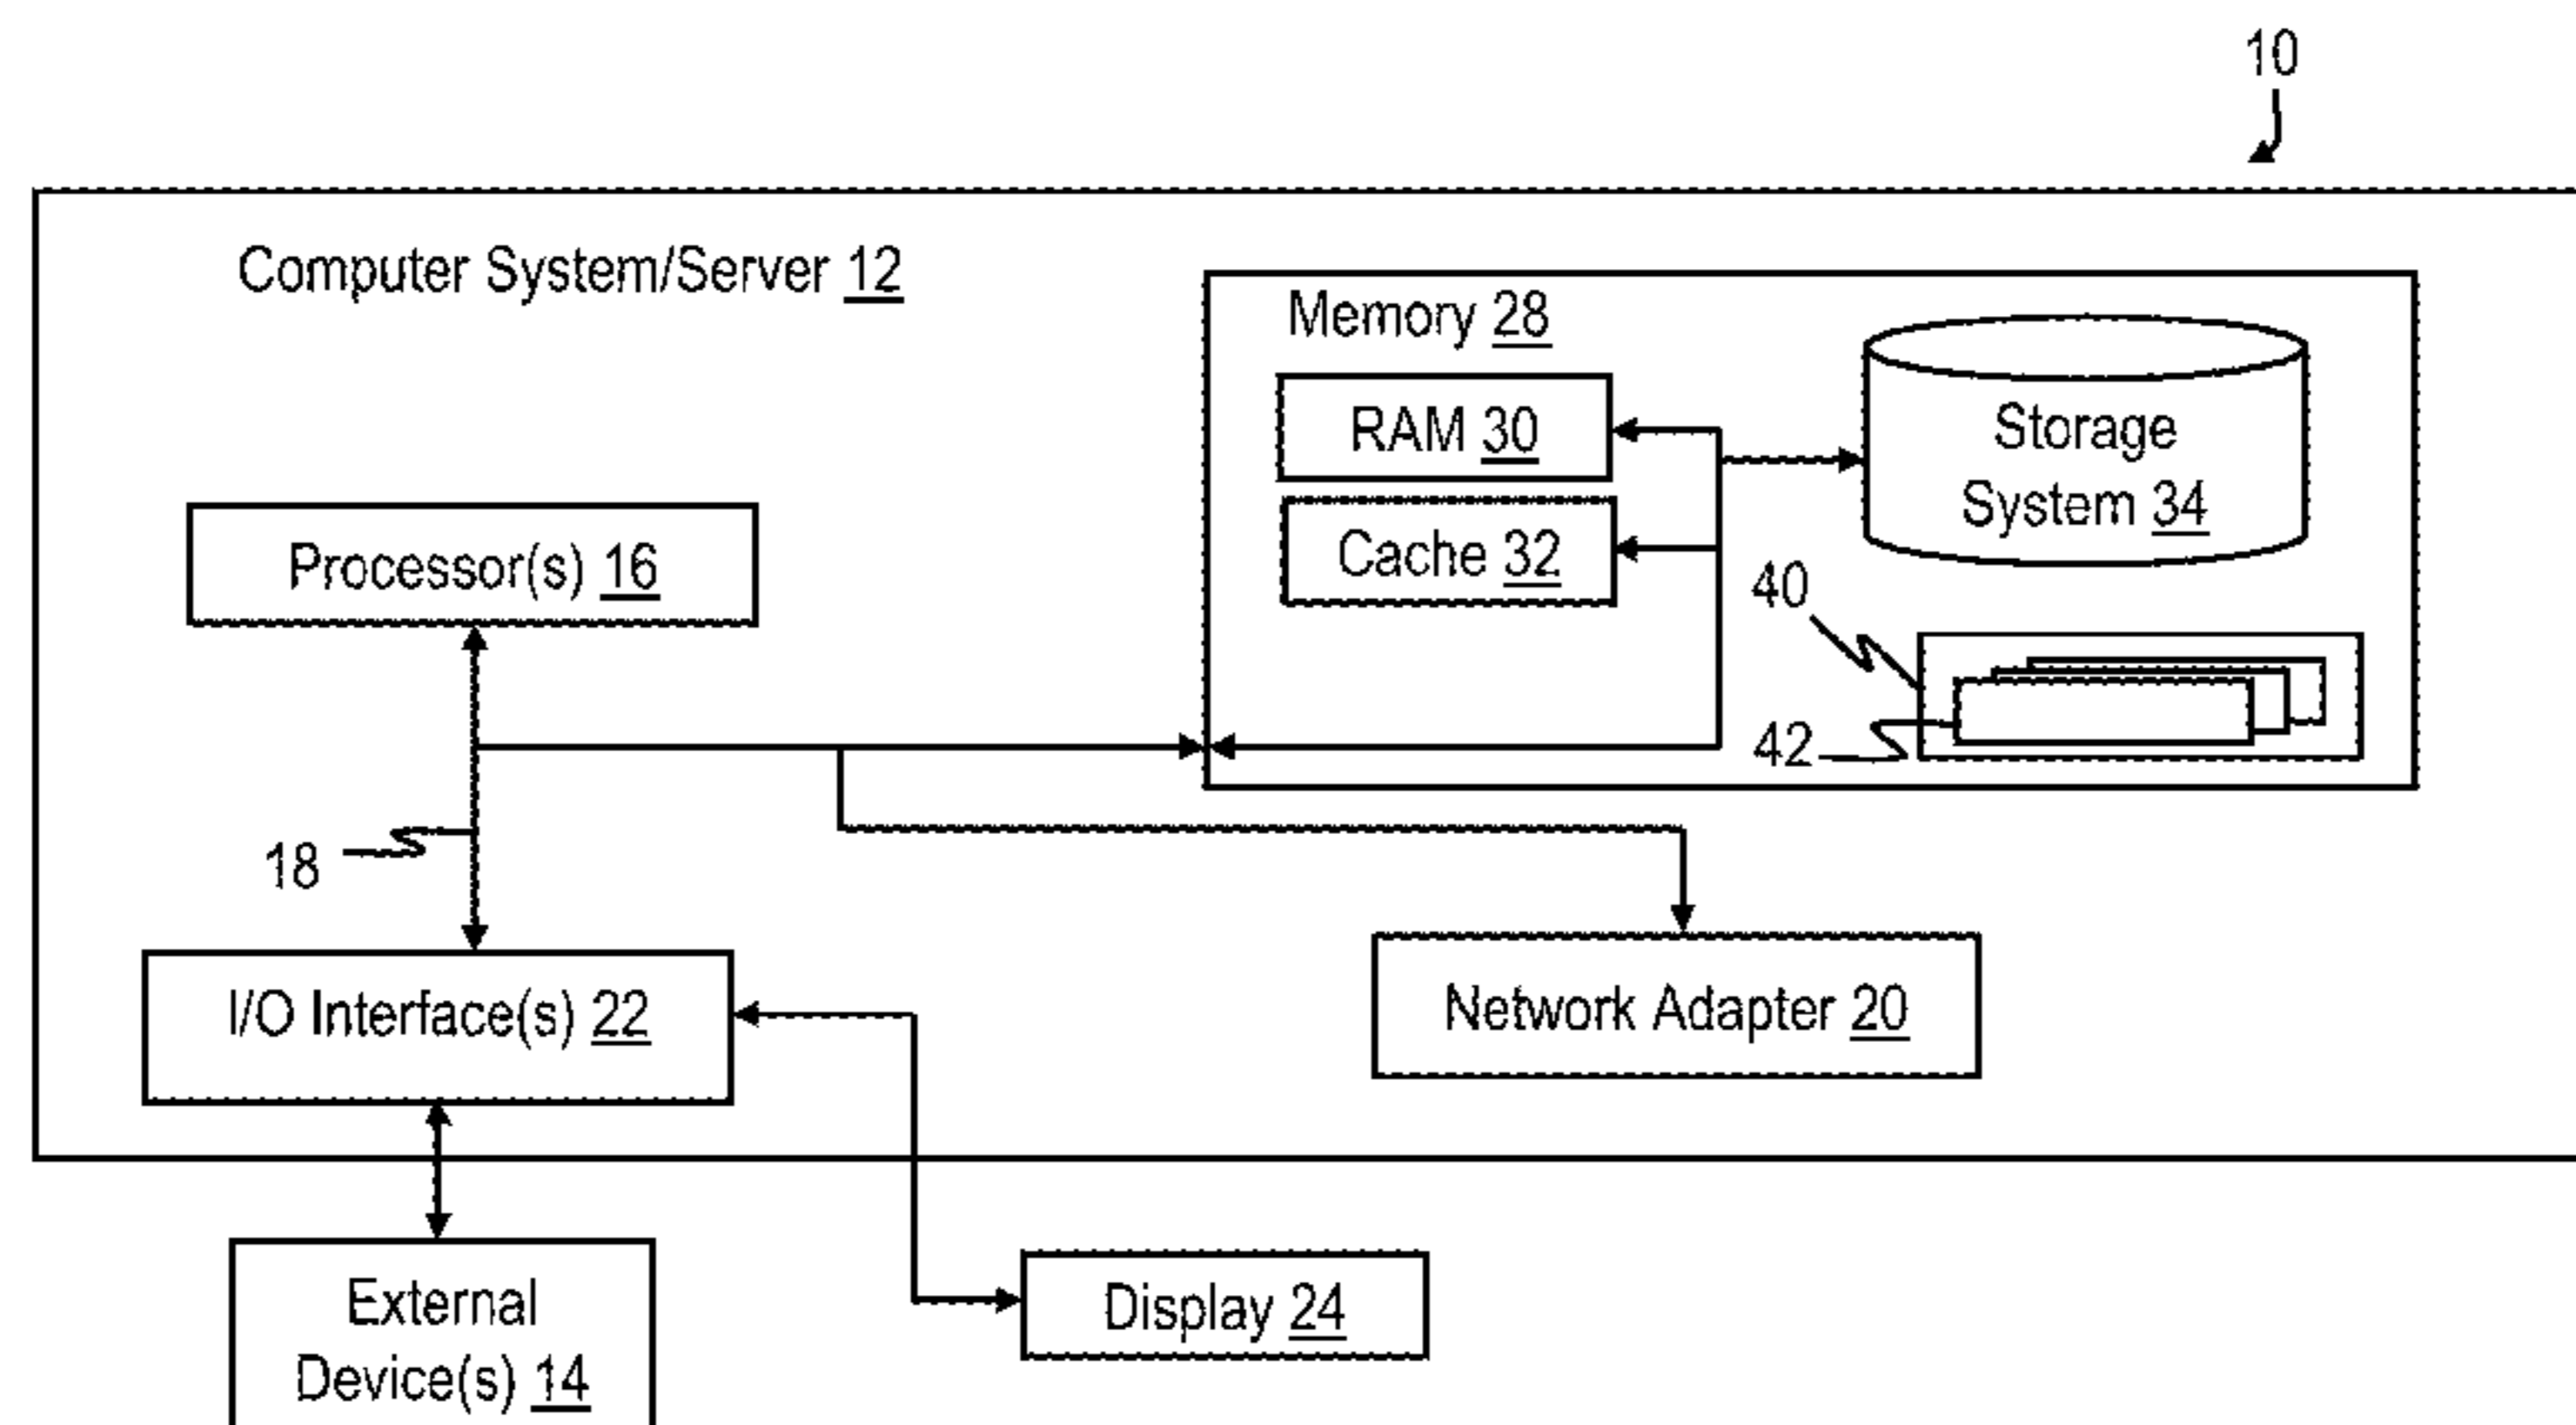 10
Computer System/Server 12
Memory 28
RAM 30
Storage
System 34
Cache 32
Processor(s) 16
40
42
18
I/O Interface(s) 22
Network Adapter 20
External
Device(s) 14
Display 24